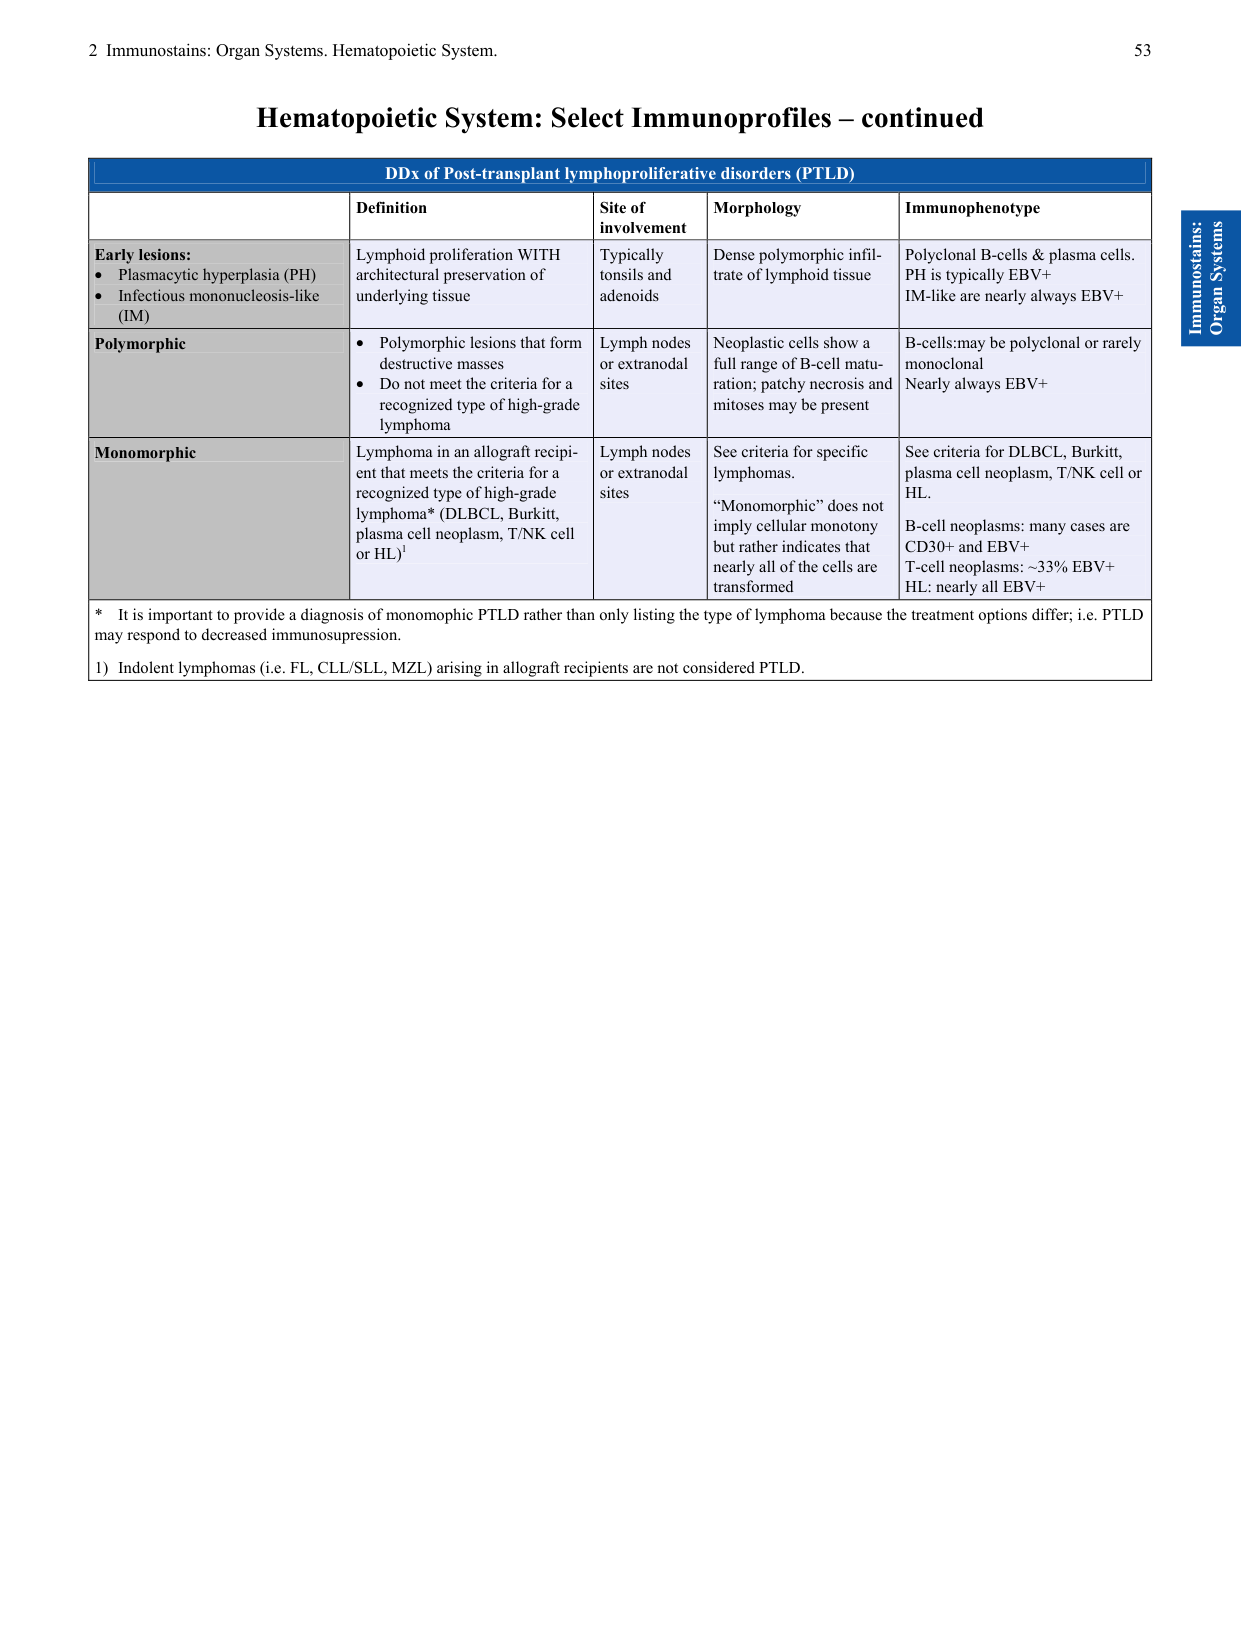 2 Immunostains: Organ Systems. Hematopoietic System.
53
Hematopoietic System: Select Immunoprofiles – continued
DDx of Post-transplant lymphoproliferative disorders (PTLD)
Definition
Site of
involvement
Morphology
Immunophenotype
Early lesions:
• Plasmacytic hyperplasia (PH)
• Infectious mononucleosis-like
(IM)
Lymphoid proliferation WITH
architectural preservation of
underlying tissue
Typically
tonsils and
adenoids
Dense polymorphic infil-
trate of lymphoid tissue
Polyclonal B-cells & plasma cells.
PH is typically EBV+
IM-like are nearly always EBV+
Polymorphic
• Polymorphic lesions that form
destructive masses
• Do not meet the criteria for a
recognized type of high-grade
lymphoma
Lymph nodes
or extranodal
sites
Neoplastic cells show a
full range of B-cell matu-
ration; patchy necrosis and
mitoses may be present
B-cells:may be polyclonal or rarely
monoclonal
Nearly always EBV+
Monomorphic
Lymphoma in an allograft recipi-
ent that meets the criteria for a
recognized type of high-grade
lymphoma* (DLBCL, Burkitt,
plasma cell neoplasm, T/NK cell
or HL)1
Lymph nodes
or extranodal
sites
See criteria for specific
lymphomas.
“Monomorphic” does not
imply cellular monotony
but rather indicates that
nearly all of the cells are
transformed
See criteria for DLBCL, Burkitt,
plasma cell neoplasm, T/NK cell or
HL.
B-cell neoplasms: many cases are
CD30+ and EBV+
T-cell neoplasms: ~33% EBV+
HL: nearly all EBV+
* It is important to provide a diagnosis of monomophic PTLD rather than only listing the type of lymphoma because the treatment options differ; i.e. PTLD
may respond to decreased immunosupression.
1) Indolent lymphomas (i.e. FL, CLL/SLL, MZL) arising in allograft recipients are not considered PTLD.
Immunostains:
Organ Systems